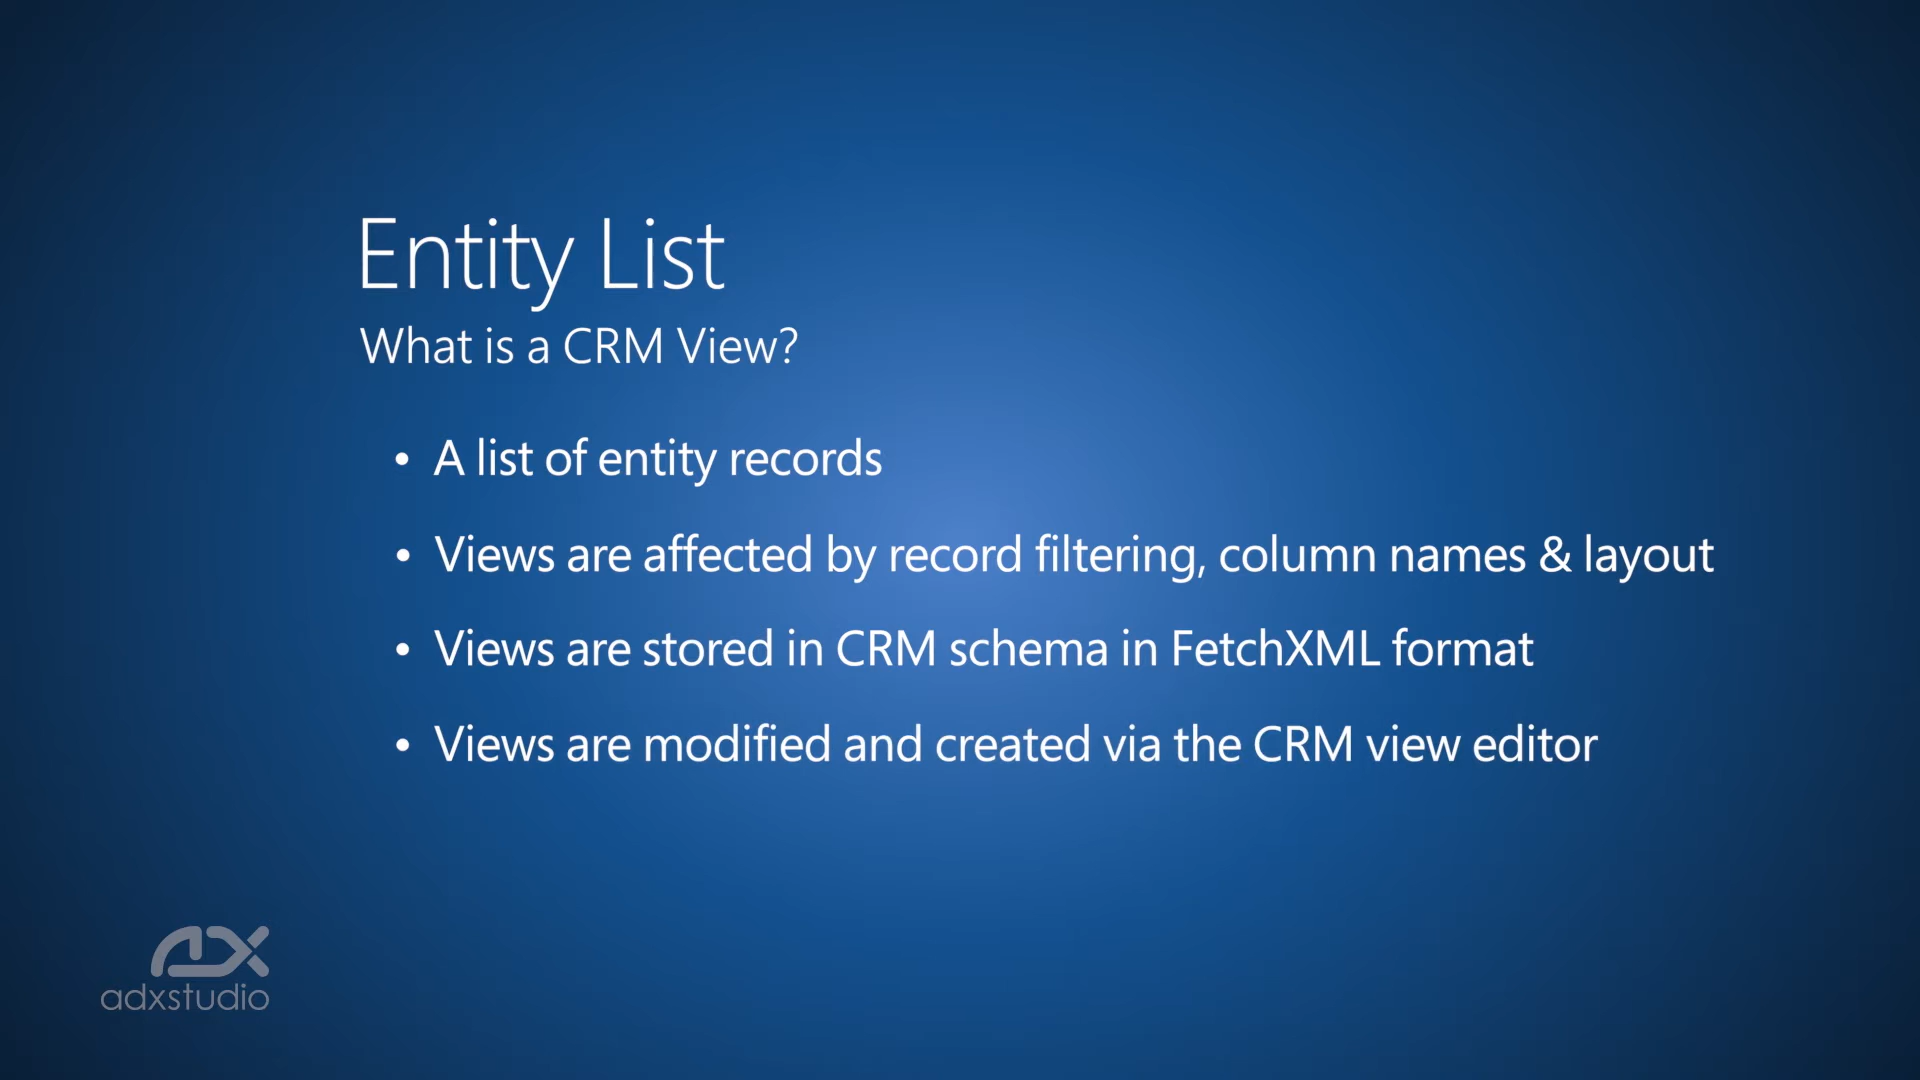 Entity List
What is a CRM View?
• A list of entity records
• Views are affected by record filtering, column names & layout
• Views are stored in CRM schema in FetchXML format
• Views are modified and created via the CRM view editor
adx
adxstudio